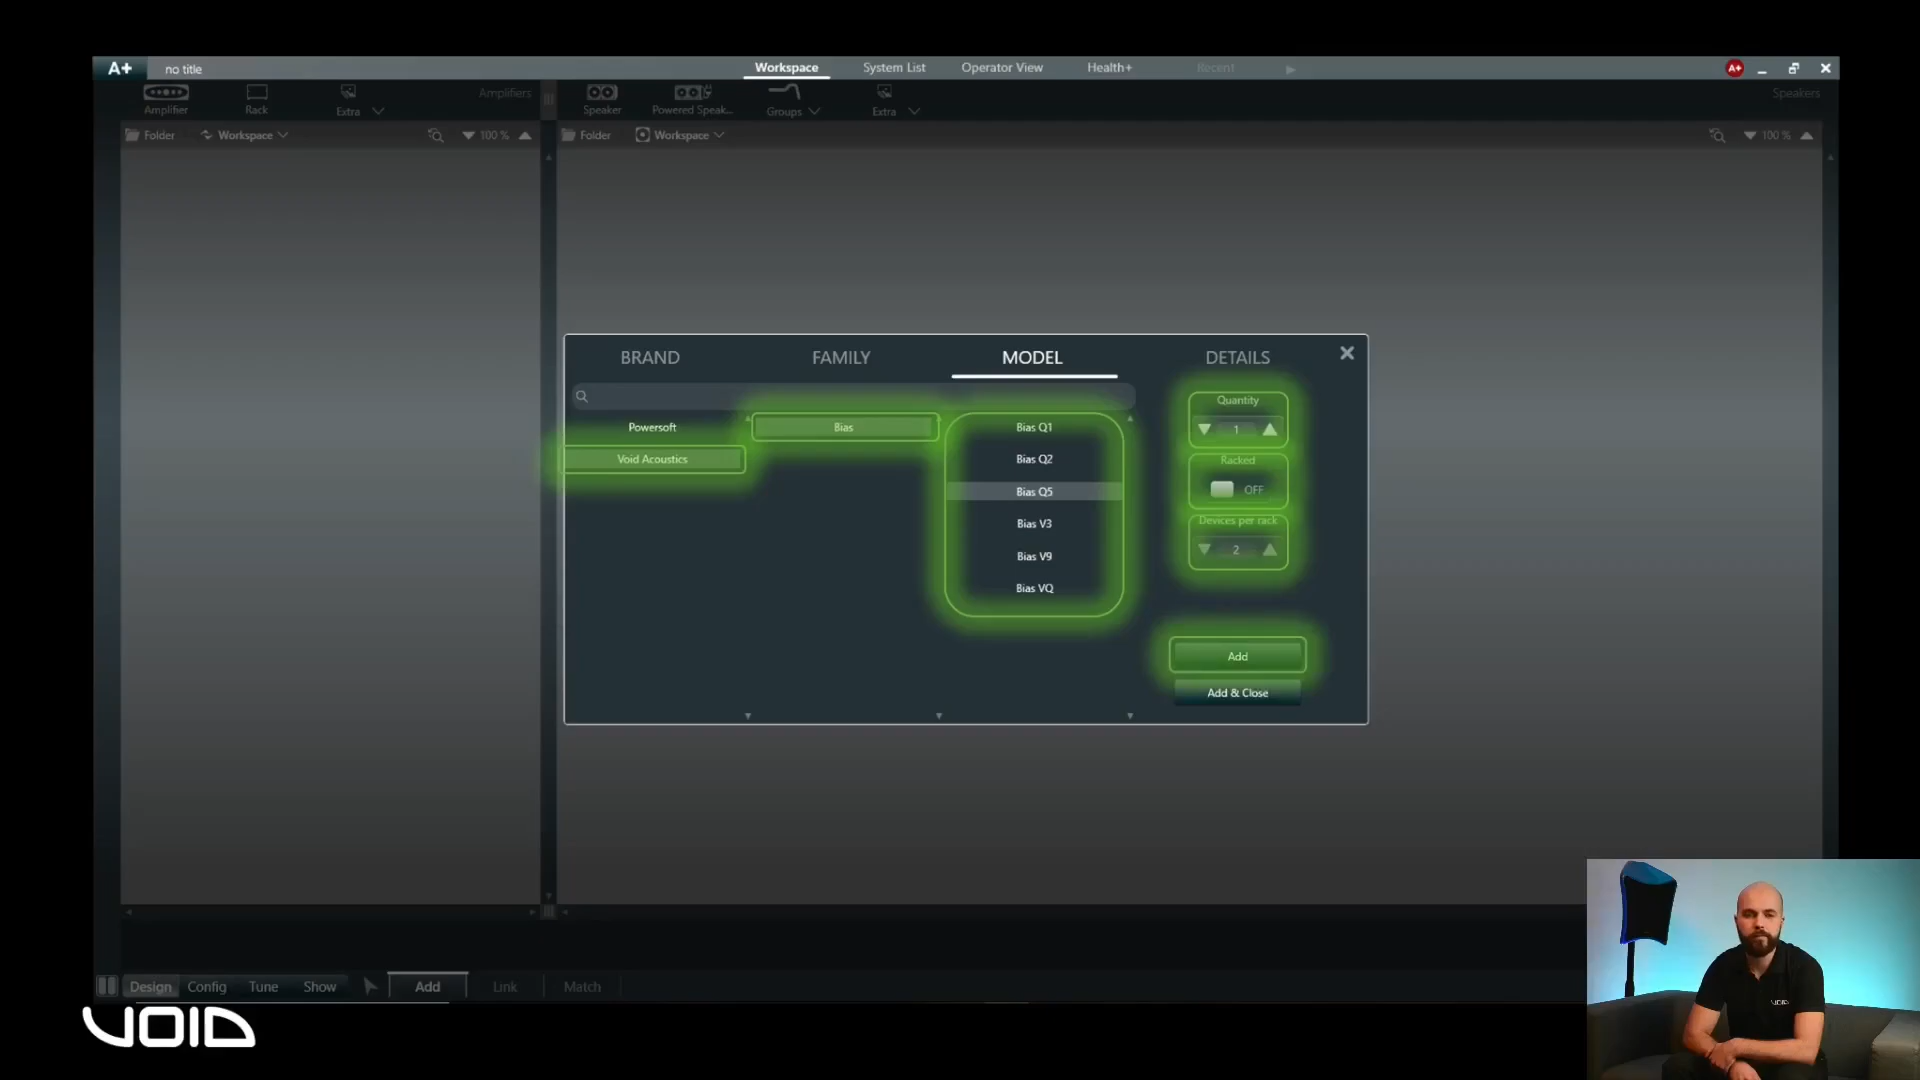 A+ no title Workspace System List Operator View Health+ Recent A+
Amplifier Rack Extra Amplifiers Speaker Powered Speak... Groups Extra Speakers
Folder Workspace 100 % Folder Workspace 100 %
BRAND FAMILY MODEL DETAILS
Quantity
Powersoft Bias Bias Q1 1
Void Acoustics Bias Q2 Racked
Bias Q5 OFF
Bias V3 Devices per rack
Bias V9 2
Bias VQ
Add
Add & Close
Design Config Tune Show Add Link Match
VOID
VOID